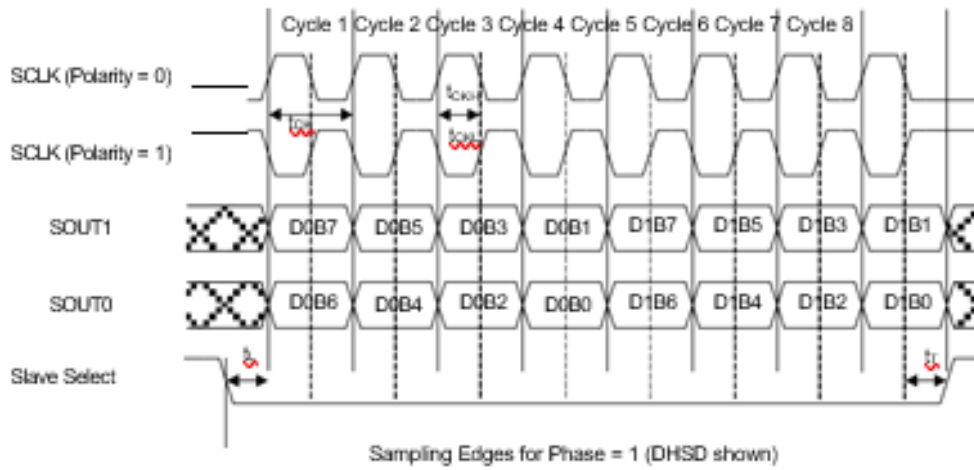 Cycle 1 Cycle 2 Cycle 3 Cycle 4 Cycle 5 Cycle 6 Cycle 7 Cycle 8
SCLK (Polarity = 0)
tCKH
tCK
tCKL
SCLK (Polarity = 1)
SOUT1 D0B7 D0B5 D0B3 D0B1 D1B7 D1B5 D1B3 D1B1
SOUT0 D0B6 D0B4 D0B2 D0B0 D1B6 D1B4 D1B2 D1B0
Slave Select
Sampling Edges for Phase = 1 (DHSD shown)